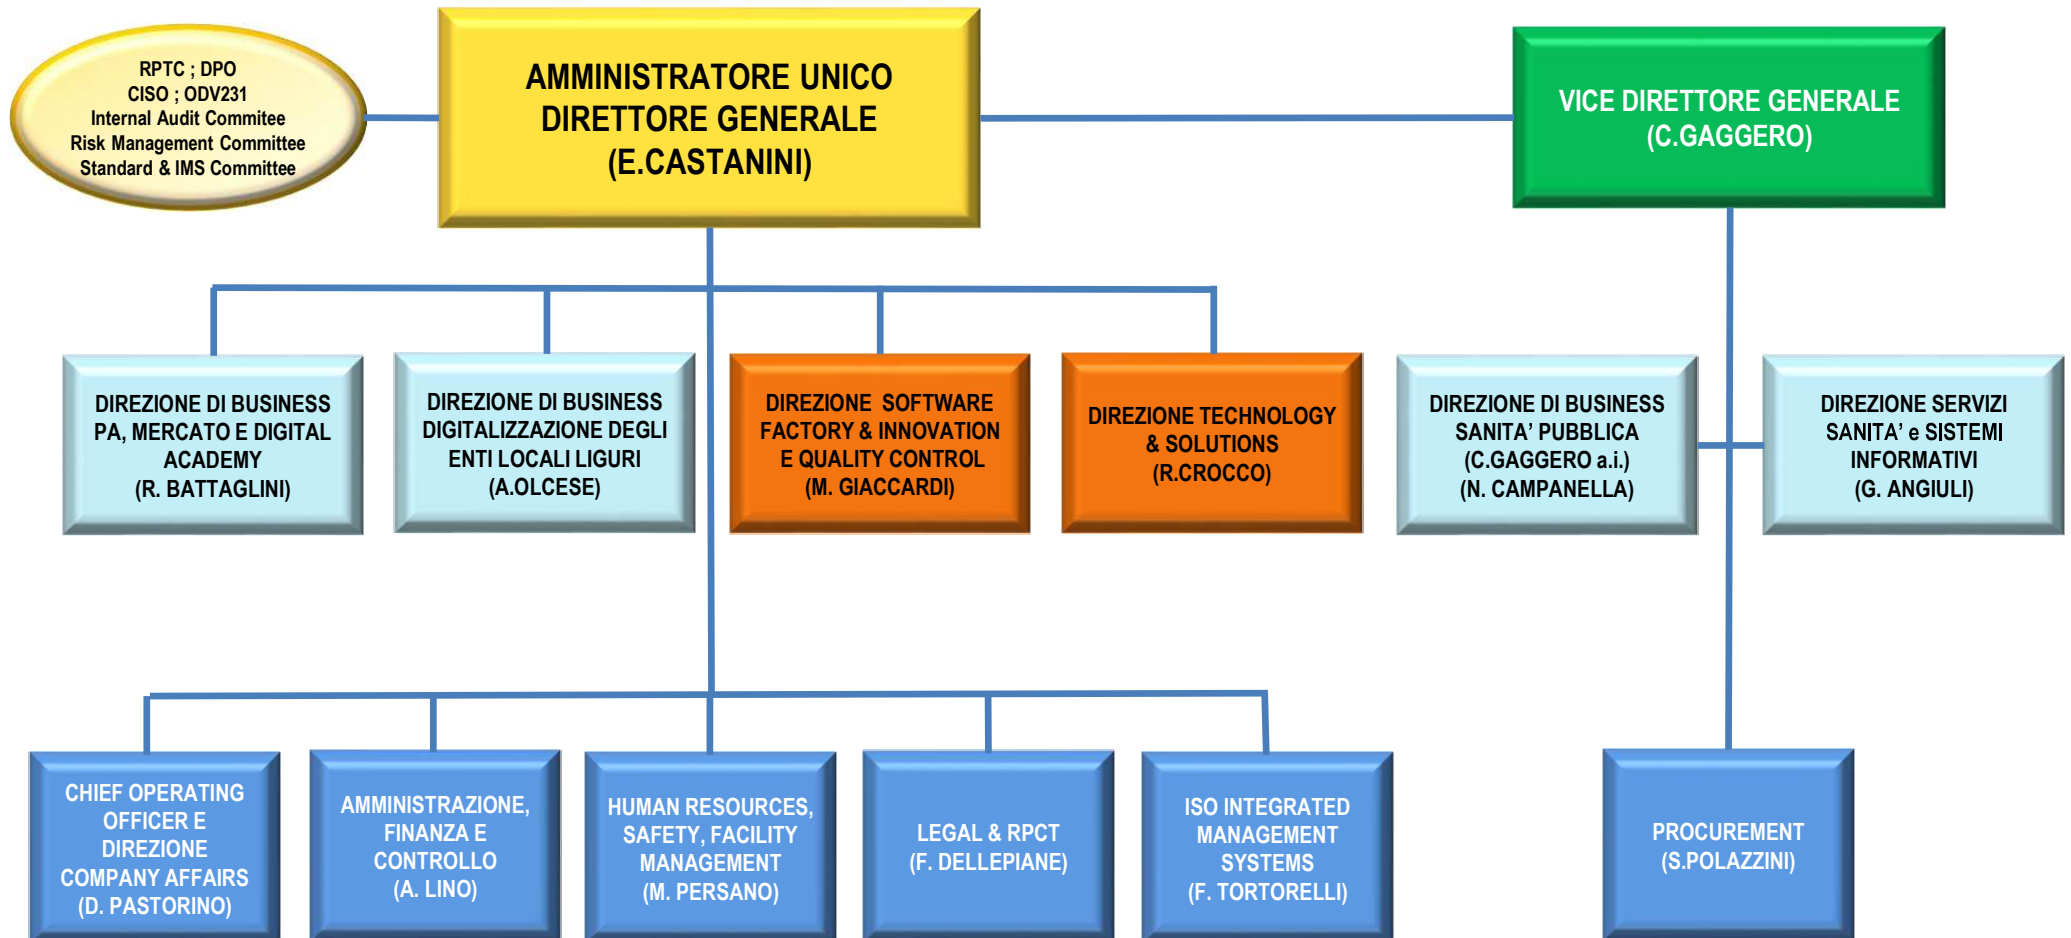 RPTC ; DPO
CISO ; ODV231
Internal Audit Commitee
Risk Management Committee
Standard & IMS Committee
AMMINISTRATORE UNICO
DIRETTORE GENERALE
(E.CASTANINI)
VICE DIRETTORE GENERALE
(C.GAGGERO)
DIREZIONE DI BUSINESS
PA, MERCATO E DIGITAL
ACADEMY
(R. BATTAGLINI)
DIREZIONE DI BUSINESS
DIGITALIZZAZIONE DEGLI
ENTI LOCALI LIGURI
(A.OLCESE)
DIREZIONE SOFTWARE
FACTORY & INNOVATION
E QUALITY CONTROL
(M. GIACCARDI)
DIREZIONE TECHNOLOGY
& SOLUTIONS
(R.CROCCO)
DIREZIONE DI BUSINESS
SANITA’ PUBBLICA
(C.GAGGERO a.i.)
(N. CAMPANELLA)
DIREZIONE SERVIZI
SANITA’ e SISTEMI
INFORMATIVI
(G. ANGIULI)
CHIEF OPERATING
OFFICER E
DIREZIONE
COMPANY AFFAIRS
(D. PASTORINO)
AMMINISTRAZIONE,
FINANZA E
CONTROLLO
(A. LINO)
HUMAN RESOURCES,
SAFETY, FACILITY
MANAGEMENT
(M. PERSANO)
LEGAL & RPCT
(F. DELLEPIANE)
ISO INTEGRATED
MANAGEMENT
SYSTEMS
(F. TORTORELLI)
PROCUREMENT
(S.POLAZZINI)